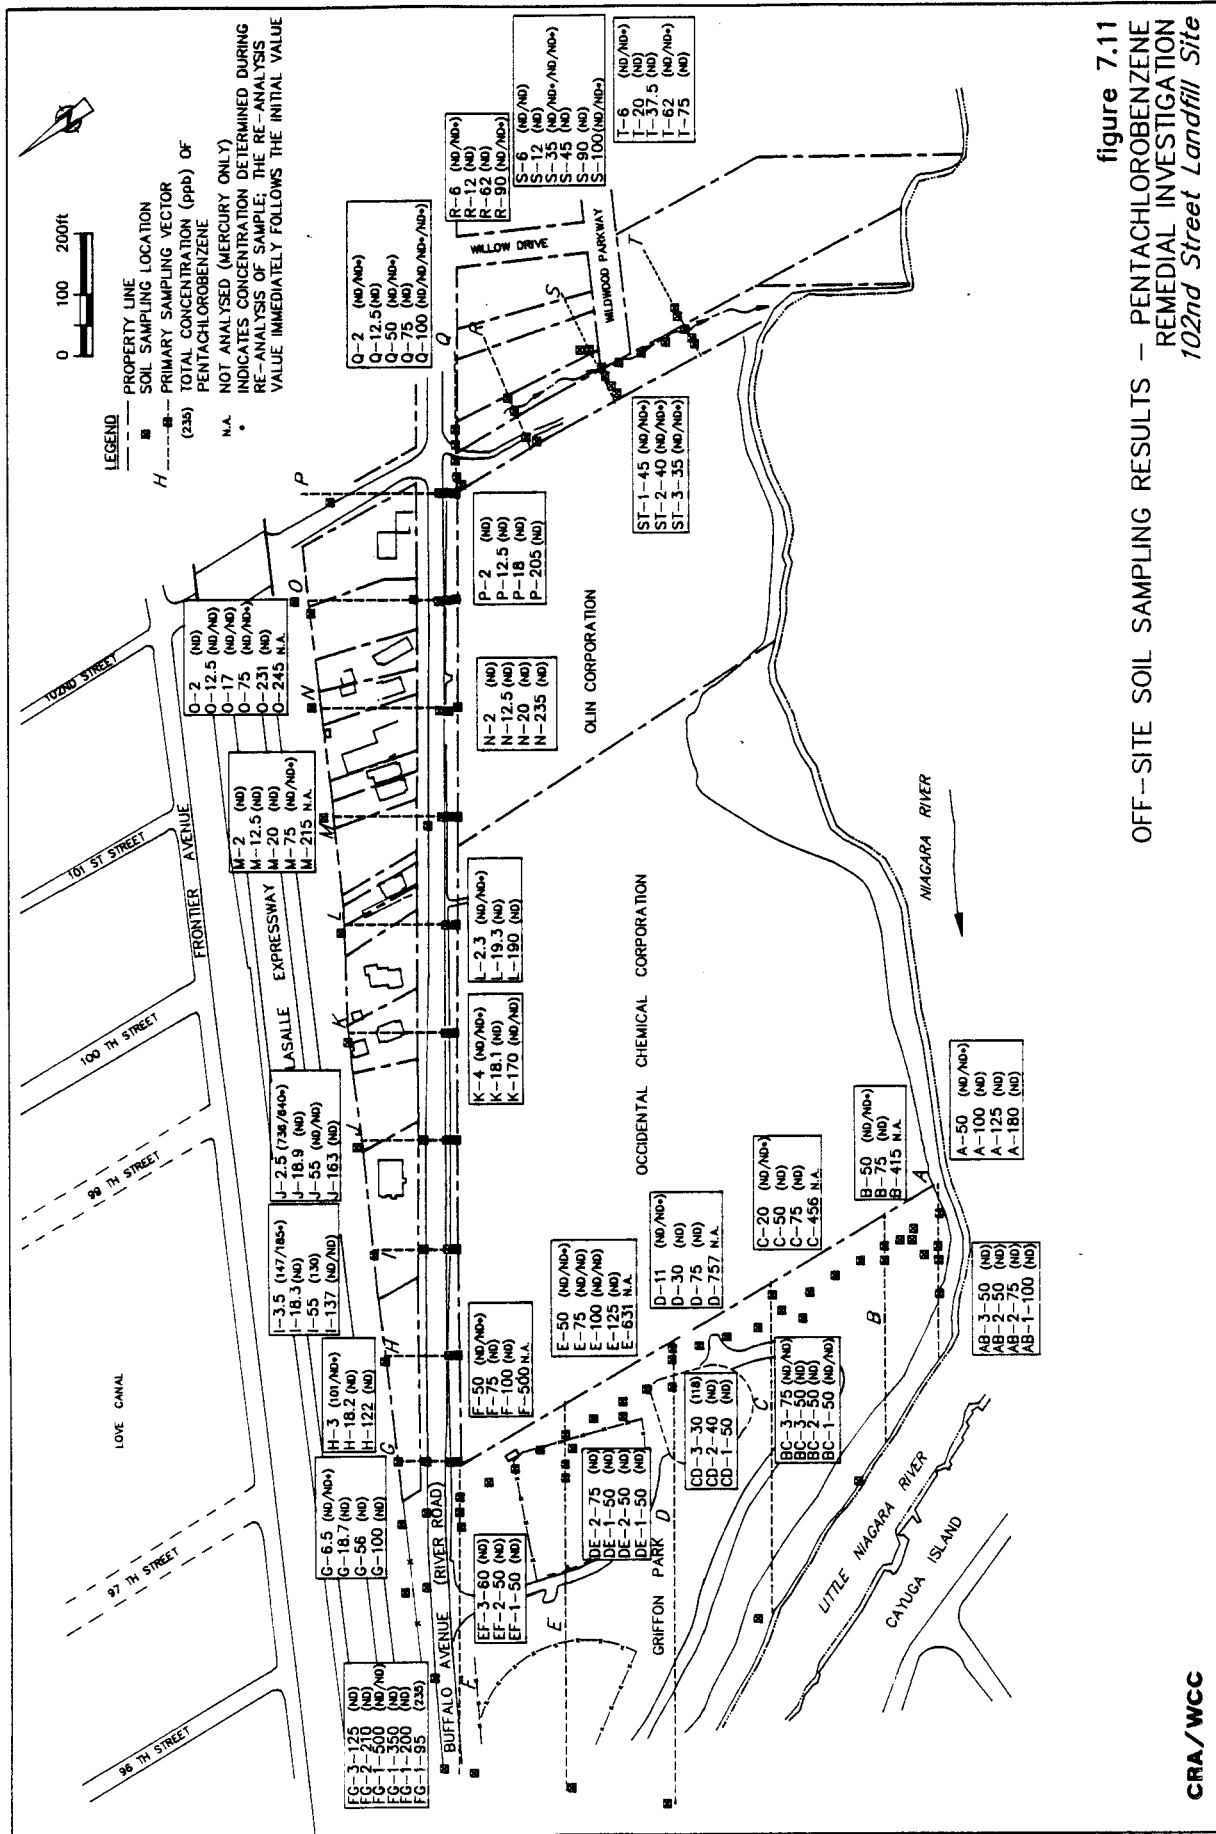 LEGEND
PROPERTY LINE
SOIL SAMPLING LOCATION
H PRIMARY SAMPLING VECTOR
(235) TOTAL CONCENTRATION (ppb) OF
PENTACHLOROBENZENE
N.A. NOT ANALYSED (MERCURY ONLY)
* INDICATES CONCENTRATION DETERMINED DURING
RE-ANALYSIS OF SAMPLE; THE RE-ANALYSIS
VALUE IMMEDIATELY FOLLOWS THE INITIAL VALUE
0 100 200ft
96 TH STREET
97 TH STREET
99 TH STREET
100 TH STREET
101 ST STREET
102ND STREET
LOVE CANAL
FRONTIER AVENUE
LASALLE EXPRESSWAY
BUFFALO AVENUE (RIVER ROAD)
WILLOW DRIVE
WILDWOOD PARKWAY
FG-3-125 (ND)
FG-2-210 (ND)
FG-1-500 (ND/ND)
FG-1-350 (ND)
FG-1-200 (ND)
FG-1-95 (235)
G-6.5 (ND/ND*)
G-18.7 (ND)
G-56 (ND)
G-100 (ND)
H-3 (101/ND*)
H-18.2 (ND)
H-122 (ND)
I-3.5 (147/185*)
I-18.3 (ND)
I-55 (130)
I-137 (ND/ND)
J-2.5 (736/640*)
J-18.9 (ND)
J-55 (ND/ND)
J-163 (ND)
M-2 (ND)
M-12.5 (ND)
M-20 (ND)
M-75 (ND/ND*)
M-215 N.A.
O-2 (ND)
O-12.5 (ND/ND)
O-17 (ND/ND)
O-75 (ND/ND*)
O-231 (ND)
O-245 N.A.
Q-2 (ND/ND*)
Q-12.5 (ND)
Q-50 (ND/ND*)
Q-75 (ND)
Q-100 (ND/ND/ND*/ND*)
R-6 (ND/ND*)
R-12 (ND)
R-62 (ND)
R-90 (ND/ND*)
S-6 (ND/ND)
S-12 (ND)
S-35 (ND/ND*/ND/ND*)
S-45 (ND)
S-90 (ND)
S-100 (ND/ND*)
T-6 (ND/ND*)
T-20 (ND)
T-37.5 (ND)
T-62 (ND/ND*)
T-75 (ND)
ST-1-45 (ND/ND*)
ST-2-40 (ND/ND*)
ST-3-35 (ND/ND*)
P-2 (ND)
P-12.5 (ND)
P-18 (ND)
P-205 (ND)
N-2 (ND)
N-12.5 (ND)
N-20 (ND)
N-235 (ND)
L-2.3 (ND/ND*)
L-19.3 (ND)
L-190 (ND)
K-4 (ND/ND*)
K-18.1 (ND)
K-170 (ND/ND)
F-50 (ND/ND*)
F-75 (ND)
F-100 (ND)
F-500 N.A.
EF-3-60 (ND)
EF-2-50 (ND)
EF-1-50 (ND)
E-50 (ND/ND*)
E-75 (ND/ND)
E-100 (ND/ND)
E-125 (ND)
E-631 N.A.
DE-2-75 (ND)
DE-1-50 (ND)
DE-2-50 (ND)
DE-1-50 (ND)
D-11 (ND/ND*)
D-30 (ND)
D-75 (ND)
D-757 N.A.
CD-3-30 (118)
CD-2-40 (ND)
CD-1-50 (ND)
C-20 (ND/ND*)
C-50 (ND)
C-75 (ND)
C-456 N.A.
BC-3-75 (ND/ND)
BC-3-50 (ND)
BC-2-50 (ND)
BC-1-50 (ND/ND)
B-50 (ND/ND*)
B-75 (ND)
B-415 N.A.
A-50 (ND/ND*)
A-100 (ND)
A-125 (ND)
A-180 (ND)
AB-3-50 (ND)
AB-2-50 (ND)
AB-2-75 (ND)
AB-1-100 (ND)
A
B
C
D
E
F
G
H
I
J
K
L
M
N
O
P
Q
R
S
T
OLIN CORPORATION
OCCIDENTAL CHEMICAL CORPORATION
GRIFFON PARK
NIAGARA RIVER
LITTLE NIAGARA RIVER
CAYUGA ISLAND
figure 7.11
OFF-SITE SOIL SAMPLING RESULTS - PENTACHLOROBENZENE
REMEDIAL INVESTIGATION
102nd Street Landfill Site
CRA/WCC